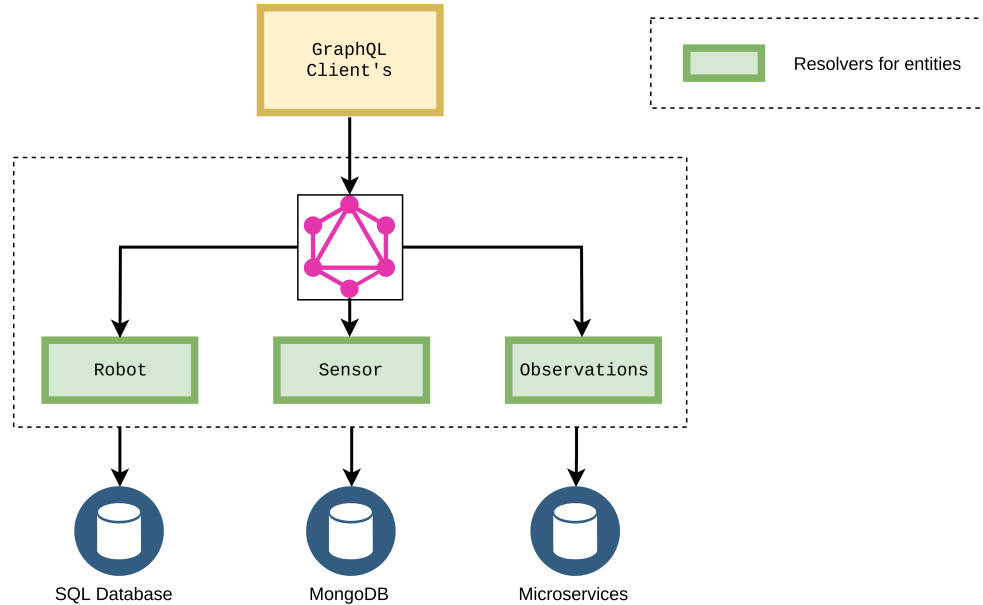 GraphQL
Client's
Resolvers for entities
Robot
Sensor
Observations
SQL Database
MongoDB
Microservices